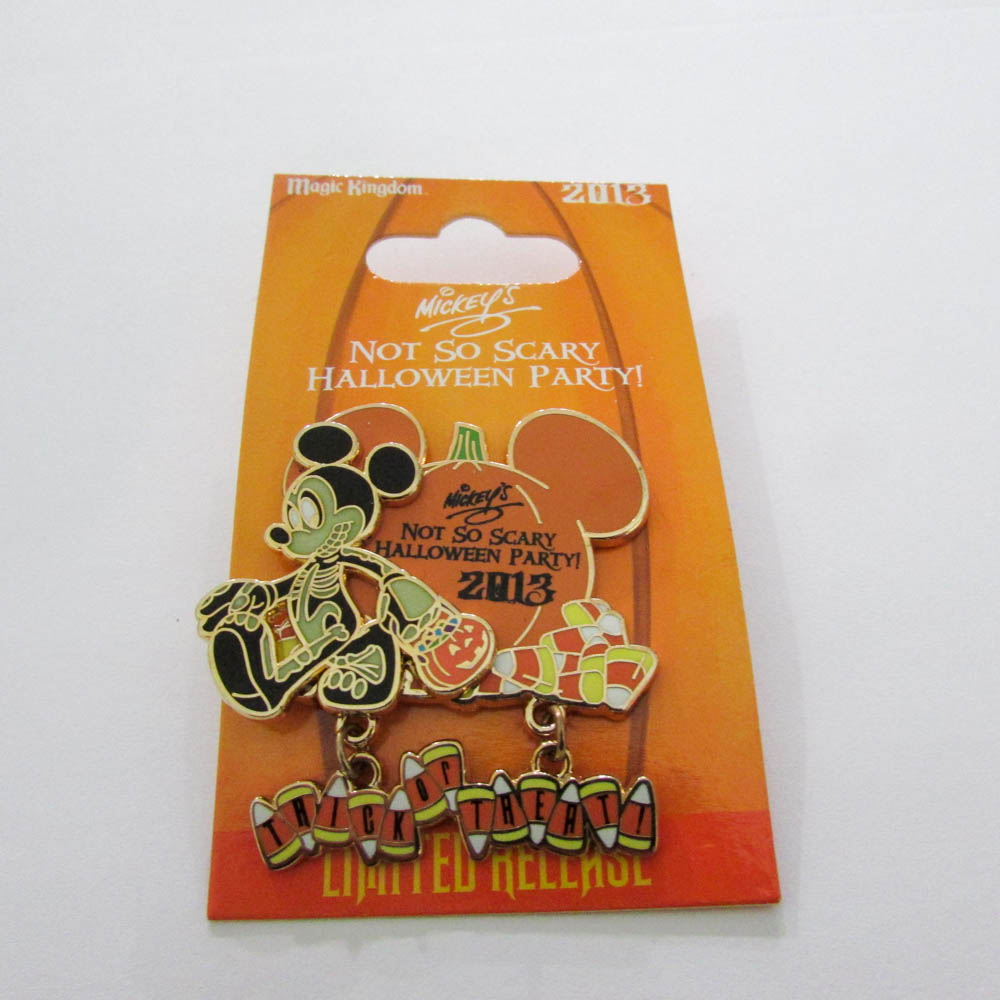 Magic Kingdom™ 2013
Mickey's
Not So Scary
Halloween Party!
Mickey's
Not So Scary
Halloween Party!
2013
TRICK OR TREAT!
LIMITED RELEASE